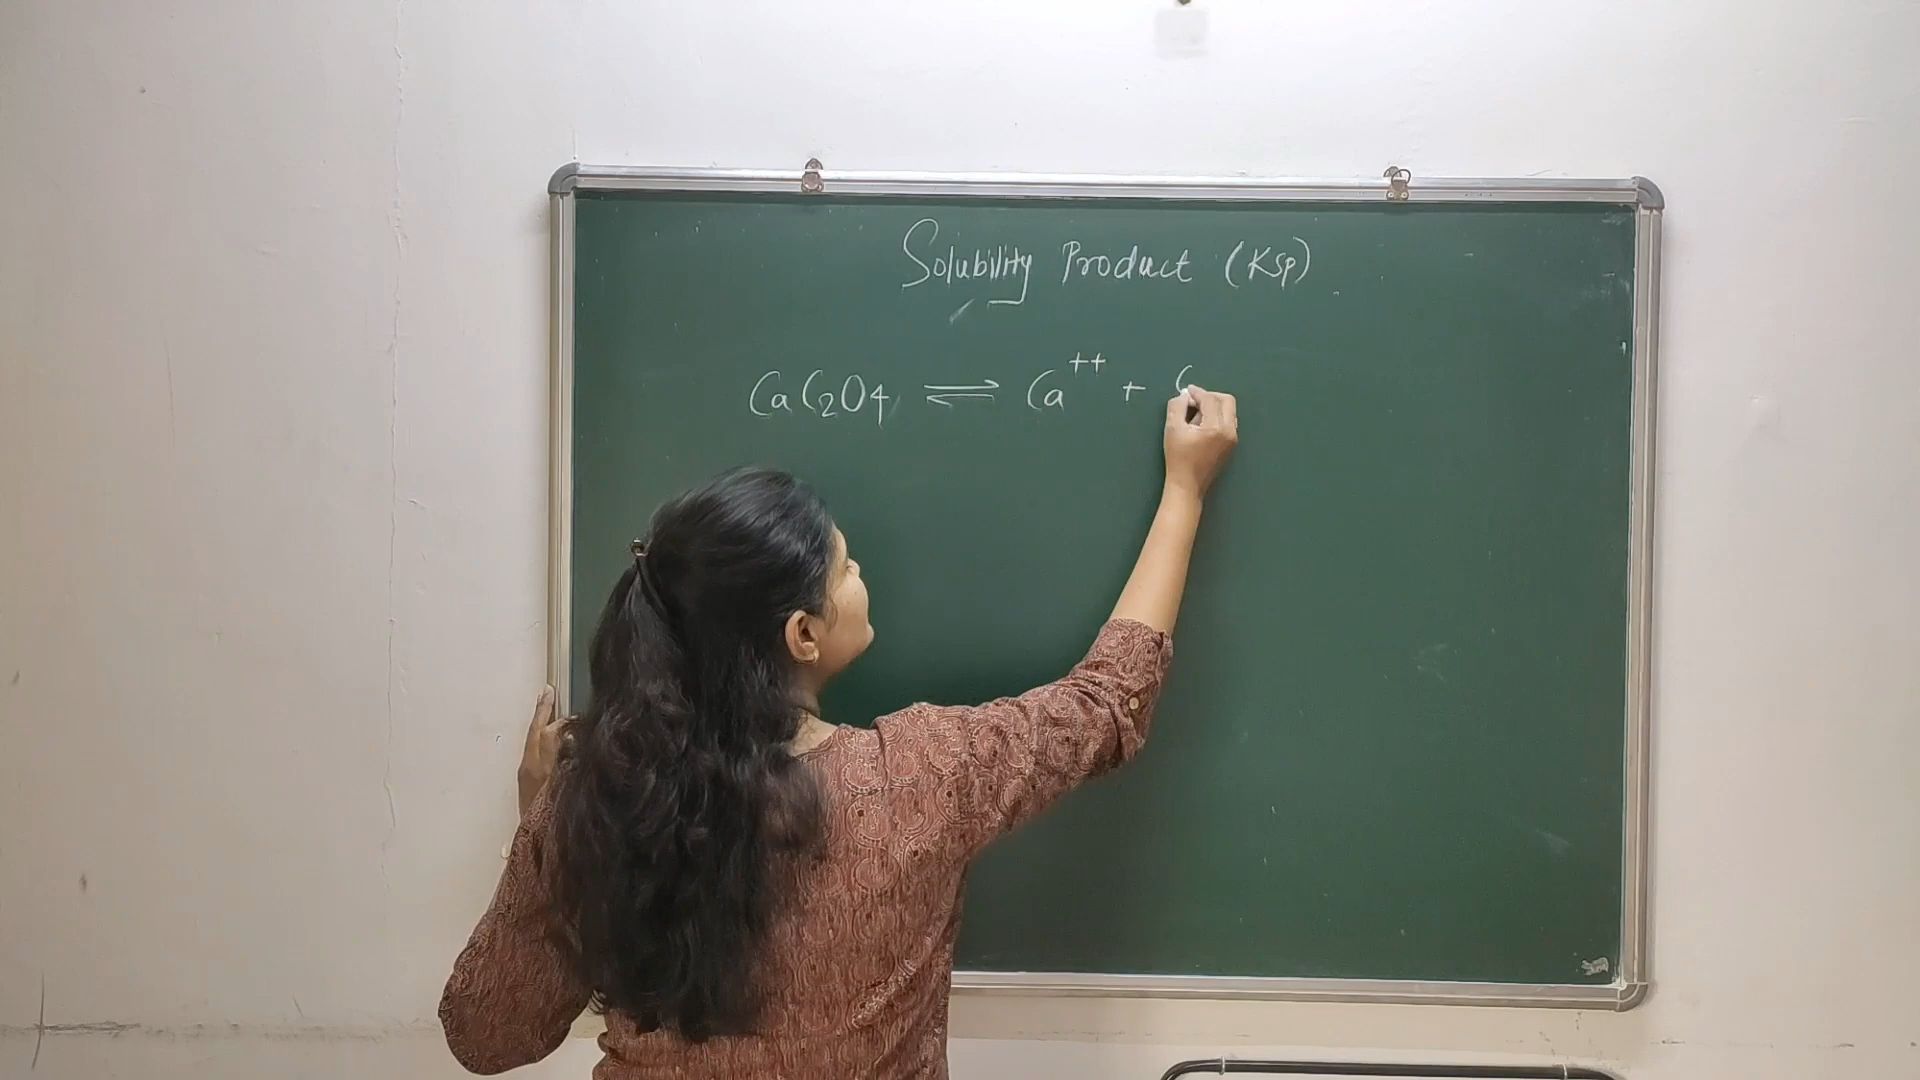 Solubility Product (Ksp)
CaC₂O₄ ⇌ Ca⁺⁺ + C